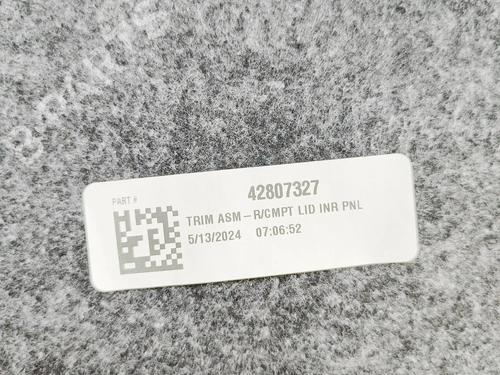 PART #
42807327
TRIM ASM - R/CMPT LID INR PNL
5/13/2024 07:06:52